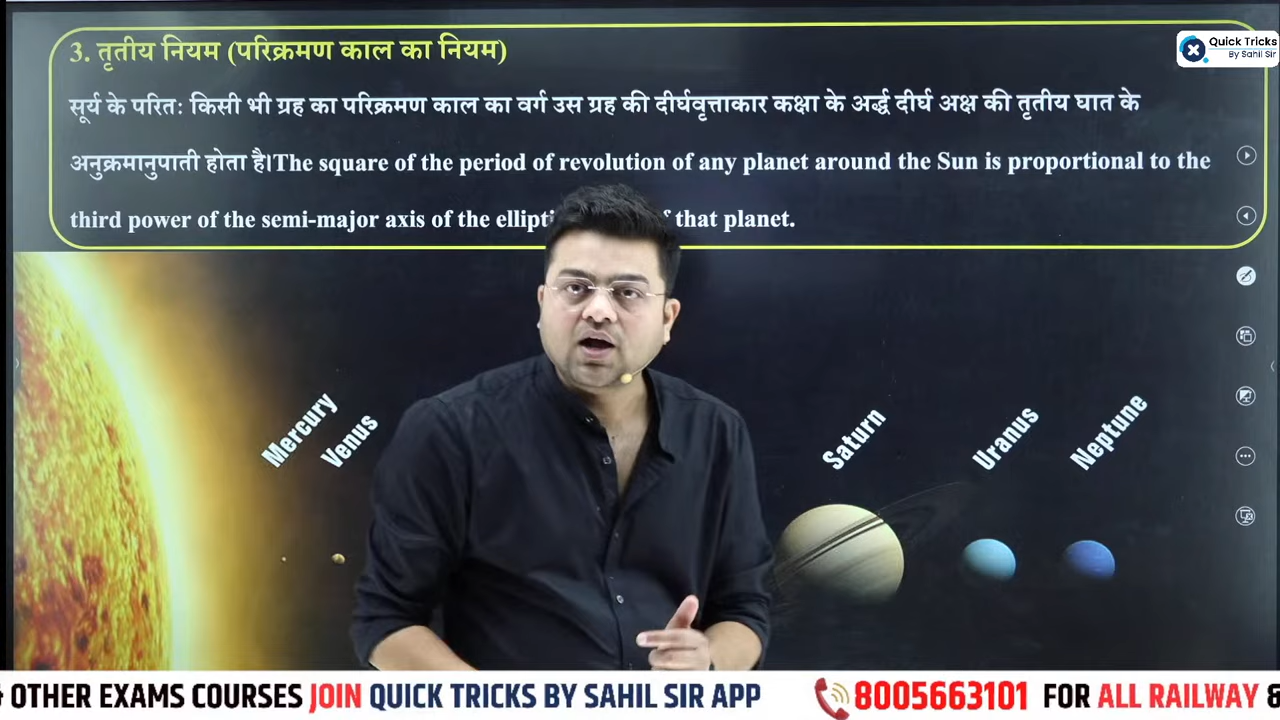 3. तृतीय नियम (परिक्रमण काल का नियम)
Quick Tricks
By Sahil Sir
सूर्य के परितः किसी भी ग्रह का परिक्रमण काल का वर्ग उस ग्रह की दीर्घवृत्ताकार कक्षा के अर्द्ध दीर्घ अक्ष की तृतीय घात के
अनुक्रमानुपाती होता है।The square of the period of revolution of any planet around the Sun is proportional to the
third power of the semi-major axis of the that planet.
Mercury
Venus
Saturn
Uranus
Neptune
OTHER EXAMS COURSES JOIN QUICK TRICKS BY SAHIL SIR APP 8005663101 FOR ALL RAILWAY &